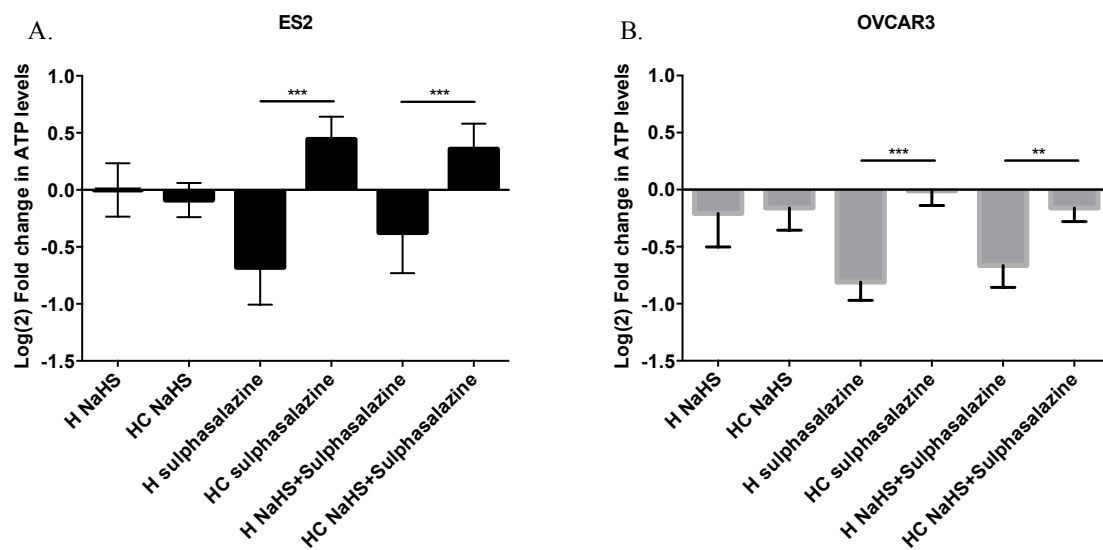 A.
ES2
Log(2) Fold change in ATP levels
1.0
0.5
0.0
-0.5
-1.0
-1.5
***
***
H NaHS
HC NaHS
H sulphasalazine
HC sulphasalazine
H NaHS+Sulphasalazine
HC NaHS+Sulphasalazine
B.
OVCAR3
Log(2) Fold change in ATP levels
1.0
0.5
0.0
-0.5
-1.0
-1.5
***
**
H NaHS
HC NaHS
H sulphasalazine
HC sulphasalazine
H NaHS+Sulphasalazine
HC NaHS+Sulphasalazine